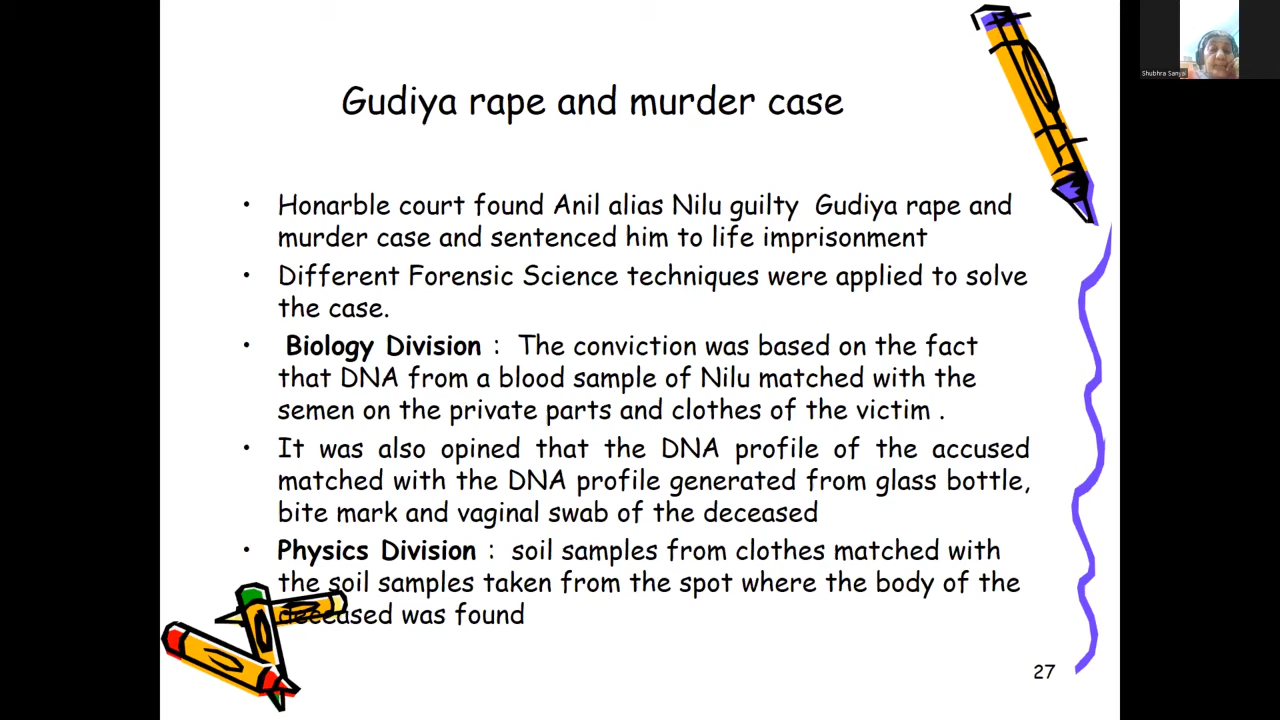 Shubhra Sanyal
Gudiya rape and murder case
• Honarble court found Anil alias Nilu guilty Gudiya rape and
murder case and sentenced him to life imprisonment
• Different Forensic Science techniques were applied to solve
the case.
• Biology Division : The conviction was based on the fact
that DNA from a blood sample of Nilu matched with the
semen on the private parts and clothes of the victim .
• It was also opined that the DNA profile of the accused
matched with the DNA profile generated from glass bottle,
bite mark and vaginal swab of the deceased
• Physics Division : soil samples from clothes matched with
the soil samples taken from the spot where the body of the
deceased was found
27